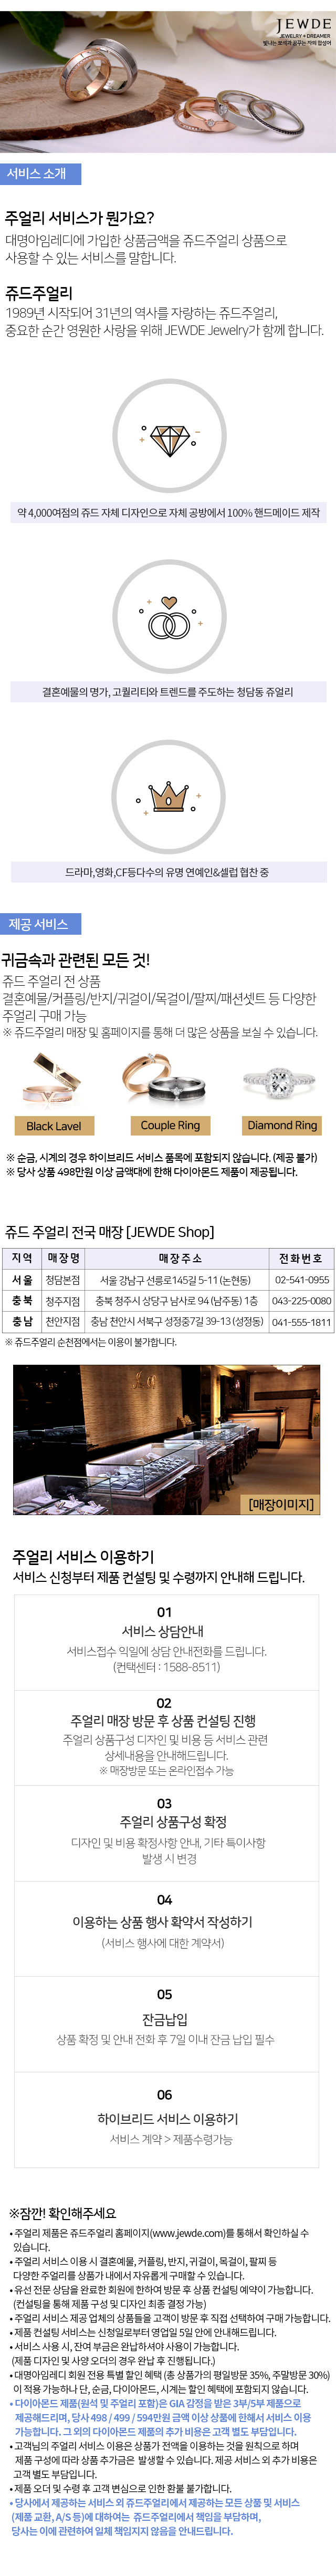 JEWDE
JEWELRY + DREAMER
빛나는 보석과 꿈꾸는 자의 합성어
서비스 소개
주얼리 서비스가 뭔가요?
대명아임레디에 가입한 상품금액을 쥬드주얼리 상품으로
사용할 수 있는 서비스를 말합니다.
쥬드주얼리
1989년 시작되어 31년의 역사를 자랑하는 쥬드주얼리,
중요한 순간 영원한 사랑을 위해 JEWDE Jewelry가 함께 합니다.
약 4,000여점의 쥬드 자체 디자인으로 자체 공방에서 100% 핸드메이드 제작
결혼예물의 명가, 고퀄리티와 트렌드를 주도하는 청담동 쥬얼리
드라마,영화,CF등다수의 유명 연예인&셀럽 협찬 중
제공 서비스
귀금속과 관련된 모든 것!
쥬드 주얼리 전 상품
결혼예물/커플링/반지/귀걸이/목걸이/팔찌/패션셋트 등 다양한
주얼리 구매 가능
※ 쥬드주얼리 매장 및 홈페이지를 통해 더 많은 상품을 보실 수 있습니다.
Black Lavel
Couple Ring
Diamond Ring
※ 순금, 시계의 경우 하이브리드 서비스 품목에 포함되지 않습니다. (제공 불가)
※ 당사 상품 498만원 이상 금액대에 한해 다이아몬드 제품이 제공됩니다.
쥬드 주얼리 전국 매장 [JEWDE Shop]
지역 매장명 매장주소 전화번호
서울 청담본점 서울 강남구 선릉로145길 5-11 (논현동) 02-541-0955
충북 청주지점 충북 청주시 상당구 남사로 94 (남주동) 1층 043-225-0080
충남 천안지점 충남 천안시 서북구 성정중7길 39-13 (성정동) 041-555-1811
※ 쥬드주얼리 순천점에서는 이용이 불가합니다.
[매장이미지]
주얼리 서비스 이용하기
서비스 신청부터 제품 컨설팅 및 수령까지 안내해 드립니다.
01
서비스 상담안내
서비스접수 익일에 상담 안내전화를 드립니다.
(컨택센터 : 1588-8511)
02
주얼리 매장 방문 후 상품 컨설팅 진행
주얼리 상품구성 디자인 및 비용 등 서비스 관련
상세내용을 안내해드립니다.
※ 매장방문 또는 온라인접수 가능
03
주얼리 상품구성 확정
디자인 및 비용 확정사항 안내, 기타 특이사항
발생 시 변경
04
이용하는 상품 행사 확약서 작성하기
(서비스 행사에 대한 계약서)
05
잔금납입
상품 확정 및 안내 전화 후 7일 이내 잔금 납입 필수
06
하이브리드 서비스 이용하기
서비스 계약 > 제품수령가능
※잠깐! 확인해주세요
• 주얼리 제품은 쥬드주얼리 홈페이지(www.jewde.com)를 통해서 확인하실 수
있습니다.
• 주얼리 서비스 이용 시 결혼예물, 커플링, 반지, 귀걸이, 목걸이, 팔찌 등
다양한 주얼리를 상품가 내에서 자유롭게 구매할 수 있습니다.
• 유선 전문 상담을 완료한 회원에 한하여 방문 후 상품 컨설팅 예약이 가능합니다.
(컨설팅을 통해 제품 구성 및 디자인 최종 결정 가능)
• 주얼리 서비스 제공 업체의 상품들을 고객이 방문 후 직접 선택하여 구매 가능합니다.
• 제품 컨설팅 서비스는 신청일로부터 영업일 5일 안에 안내해드립니다.
• 서비스 사용 시, 잔여 부금은 완납하셔야 사용이 가능합니다.
(제품 디자인 및 사양 오더의 경우 완납 후 진행됩니다.)
• 대명아임레디 회원 전용 특별 할인 혜택 (총 상품가의 평일방문 35%, 주말방문 30%)
이 적용 가능하나 단, 순금, 다이아몬드, 시계는 할인 혜택에 포함되지 않습니다.
• 다이아몬드 제품(원석 및 주얼리 포함)은 GIA 감정을 받은 3부/5부 제품으로
제공해드리며, 당사 498 / 499 / 594만원 금액 이상 상품에 한해서 서비스 이용
가능합니다. 그 외의 다이아몬드 제품의 추가 비용은 고객 별도 부담입니다.
• 고객님의 주얼리 서비스 이용은 상품가 전액을 이용하는 것을 원칙으로 하며
제품 구성에 따라 상품 추가금은 발생할 수 있습니다. 제공 서비스 외 추가 비용은
고객 별도 부담입니다.
• 제품 오더 및 수령 후 고객 변심으로 인한 환불 불가합니다.
• 당사에서 제공하는 서비스 외 쥬드주얼리에서 제공하는 모든 상품 및 서비스
(제품 교환, A/S 등)에 대하여는 쥬드주얼리에서 책임을 부담하며,
당사는 이에 관련하여 일체 책임지지 않음을 안내드립니다.